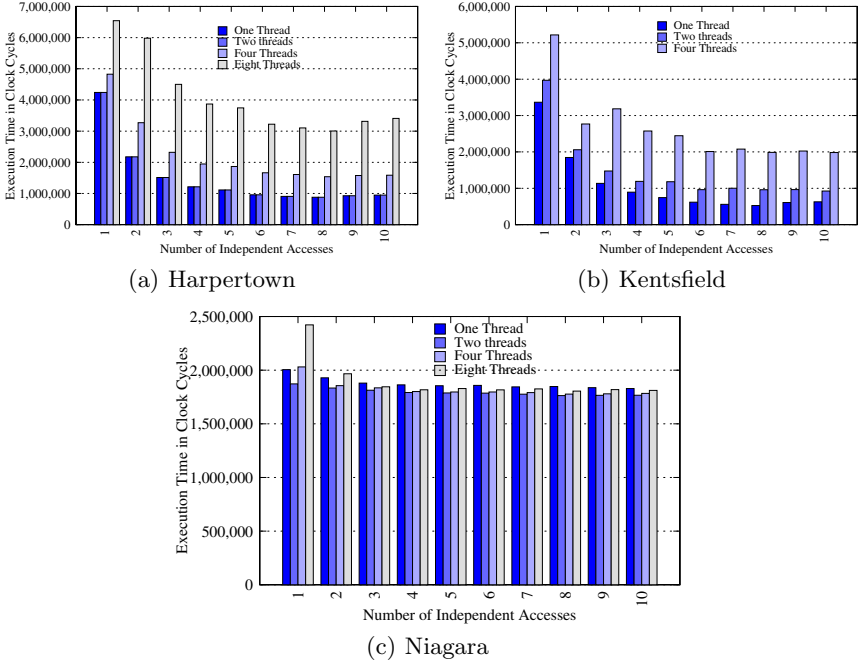 7,000,000
6,000,000
5,000,000
4,000,000
3,000,000
2,000,000
1,000,000
0
Execution Time in Clock Cycles
One Thread
Two threads
Four Threads
Eight Threads
1 2 3 4 5 6 7 8 9 10
Number of Independent Accesses
(a) Harpertown
6,000,000
5,000,000
4,000,000
3,000,000
2,000,000
1,000,000
0
Execution Time in Clock Cycles
One Thread
Two threads
Four Threads
1 2 3 4 5 6 7 8 9 10
Number of Independent Accesses
(b) Kentsfield
2,500,000
2,000,000
1,500,000
1,000,000
500,000
0
Execution Time in Clock Cycles
One Thread
Two threads
Four Threads
Eight Threads
1 2 3 4 5 6 7 8 9 10
Number of Independent Accesses
(c) Niagara